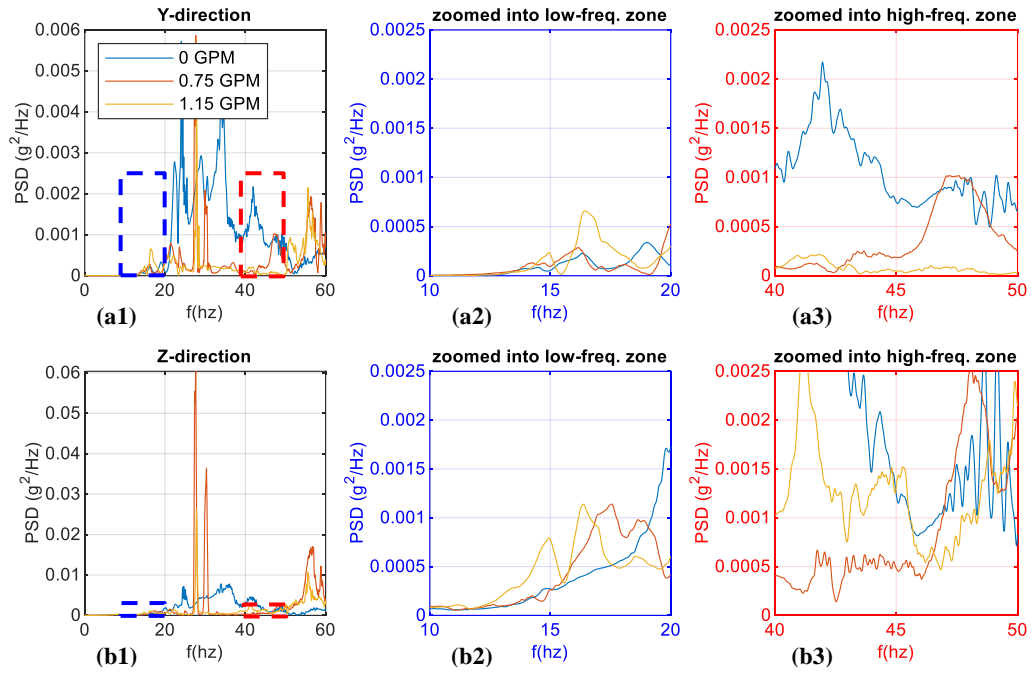 Y-direction
0.006
0.005
0.004
0.003
0.002
0.001
0
PSD (g^2/Hz)
0 GPM
0.75 GPM
1.15 GPM
0 20 40 60
f(hz)
(a1)
zoomed into low-freq. zone
0.0025
0.002
0.0015
0.001
0.0005
0
PSD (g^2/Hz)
10 15 20
f(hz)
(a2)
zoomed into high-freq. zone
0.0025
0.002
0.0015
0.001
0.0005
0
PSD (g^2/Hz)
40 45 50
f(hz)
(a3)
Z-direction
0.06
0.05
0.04
0.03
0.02
0.01
0
PSD (g^2/Hz)
0 20 40 60
f(hz)
(b1)
zoomed into low-freq. zone
0.0025
0.002
0.0015
0.001
0.0005
0
PSD (g^2/Hz)
10 15 20
f(hz)
(b2)
zoomed into high-freq. zone
0.0025
0.002
0.0015
0.001
0.0005
0
PSD (g^2/Hz)
40 45 50
f(hz)
(b3)